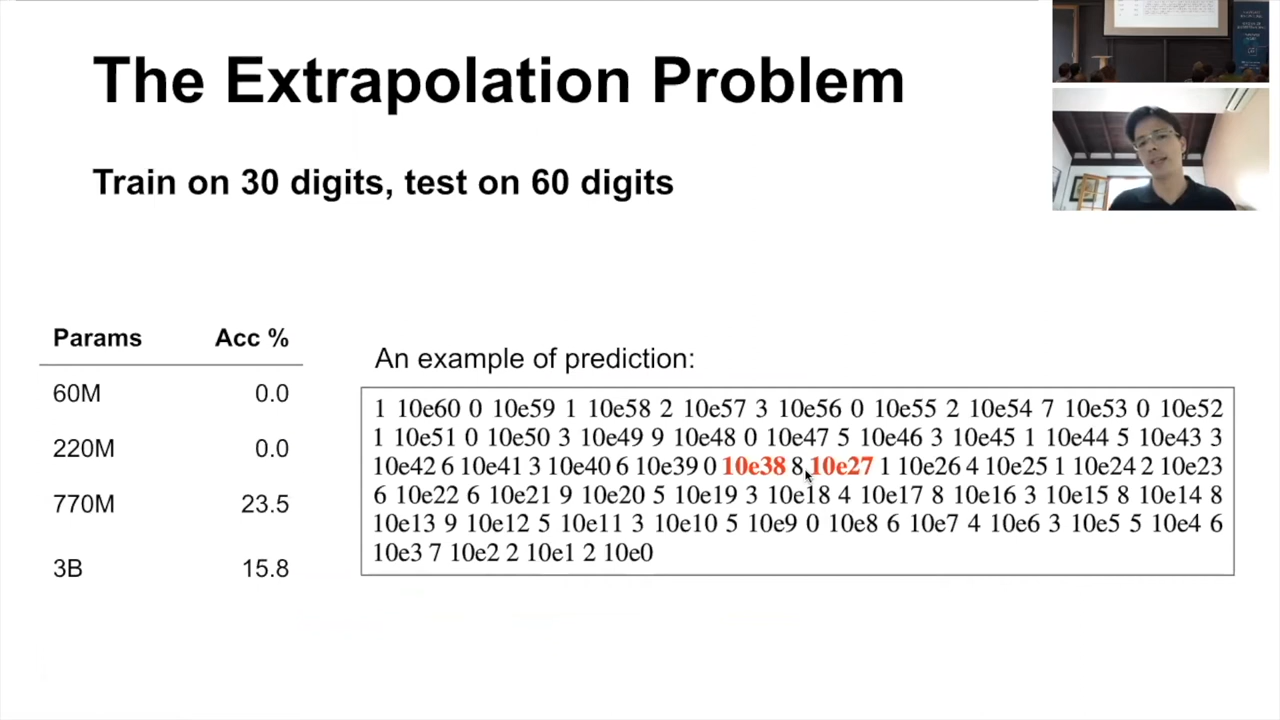 The Extrapolation Problem
Train on 30 digits, test on 60 digits
Params Acc %
60M 0.0
220M 0.0
770M 23.5
3B 15.8
An example of prediction:
1 10e60 0 10e59 1 10e58 2 10e57 3 10e56 0 10e55 2 10e54 7 10e53 0 10e52
1 10e51 0 10e50 3 10e49 9 10e48 0 10e47 5 10e46 3 10e45 1 10e44 5 10e43 3
10e42 6 10e41 3 10e40 6 10e39 0 10e38 8 10e27 1 10e26 4 10e25 1 10e24 2 10e23
6 10e22 6 10e21 9 10e20 5 10e19 3 10e18 4 10e17 8 10e16 3 10e15 8 10e14 8
10e13 9 10e12 5 10e11 3 10e10 5 10e9 0 10e8 6 10e7 4 10e6 3 10e5 5 10e4 6
10e3 7 10e2 2 10e1 2 10e0